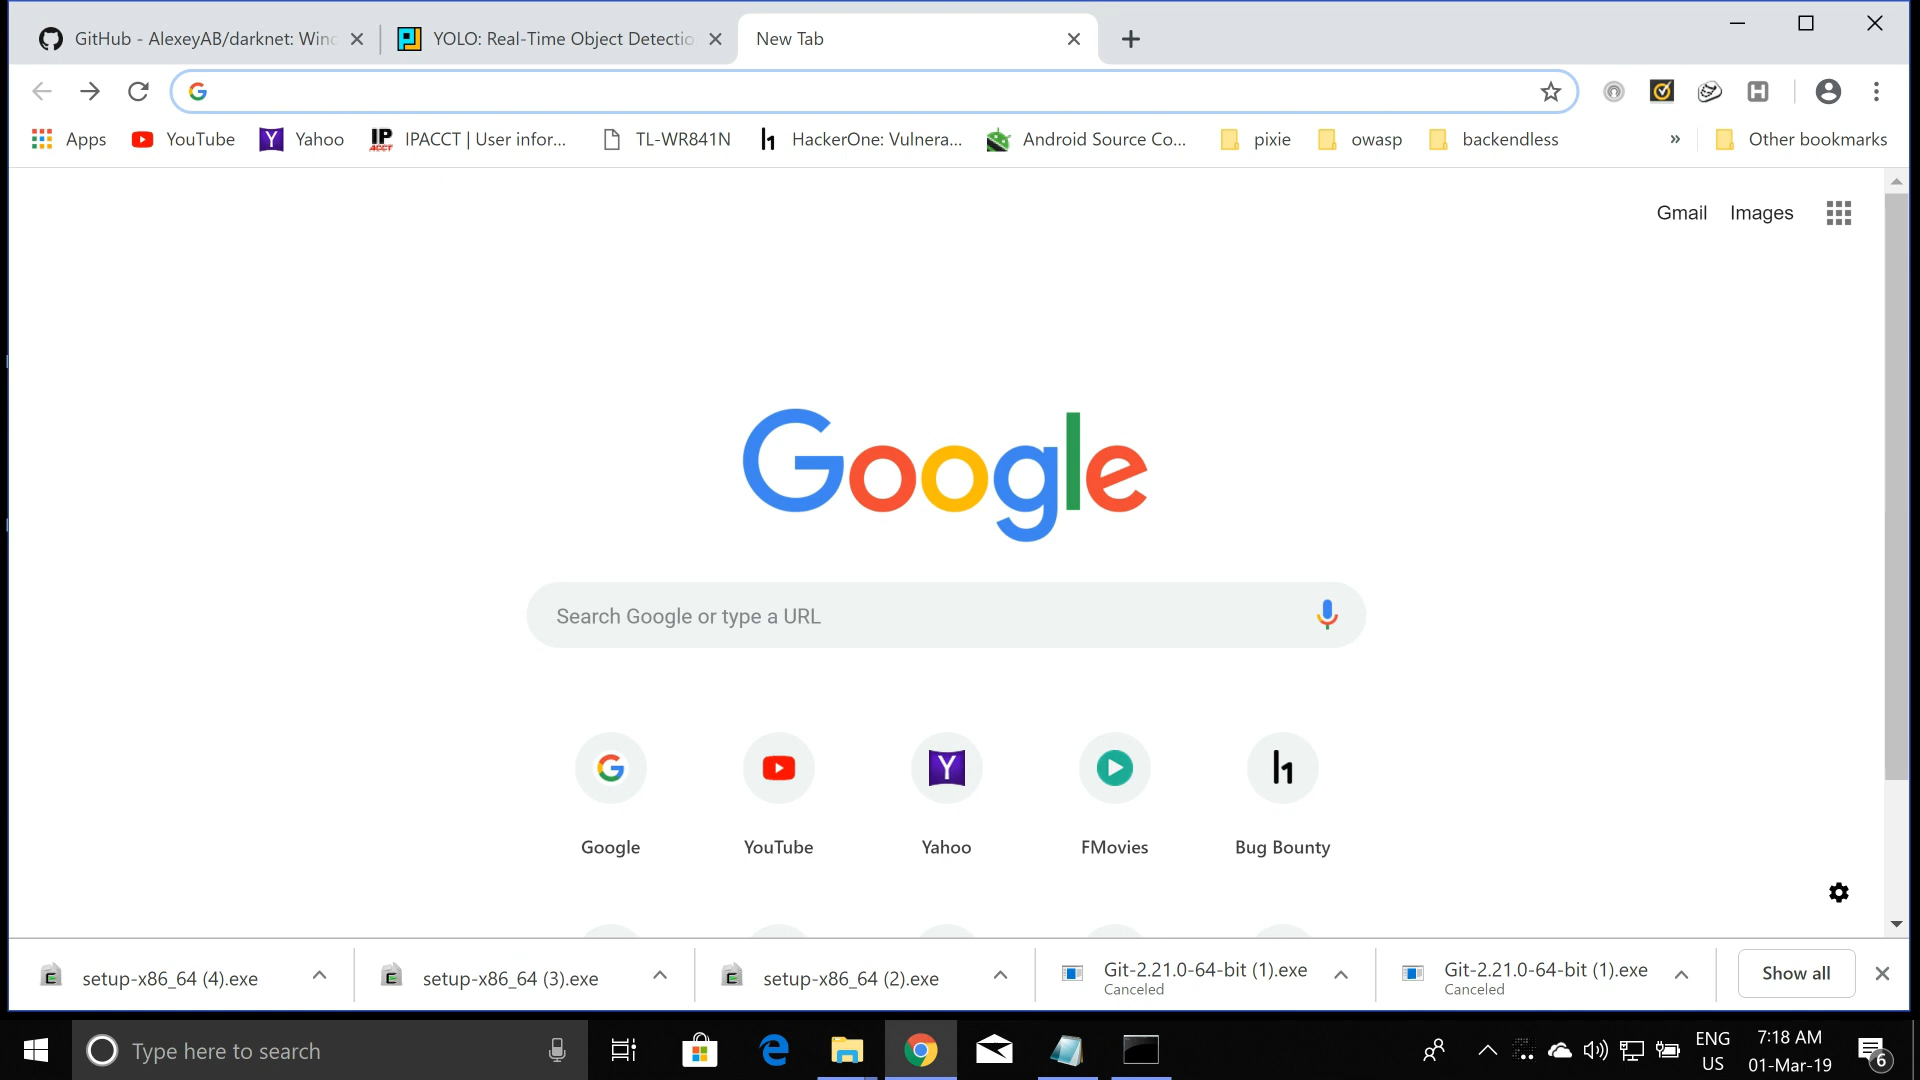 GitHub - AlexeyAB/darknet: Winc
YOLO: Real-Time Object Detectio
New Tab
Apps
YouTube
Yahoo
IPACCT | User infor...
TL-WR841N
HackerOne: Vulnera...
Android Source Co...
pixie
owasp
backendless
»
Other bookmarks
Gmail
Images
Google
Search Google or type a URL
Google
YouTube
Yahoo
FMovies
Bug Bounty
setup-x86_64 (4).exe
setup-x86_64 (3).exe
setup-x86_64 (2).exe
Git-2.21.0-64-bit (1).exe
Canceled
Git-2.21.0-64-bit (1).exe
Canceled
Show all
Type here to search
ENG
US
7:18 AM
01-Mar-19
6